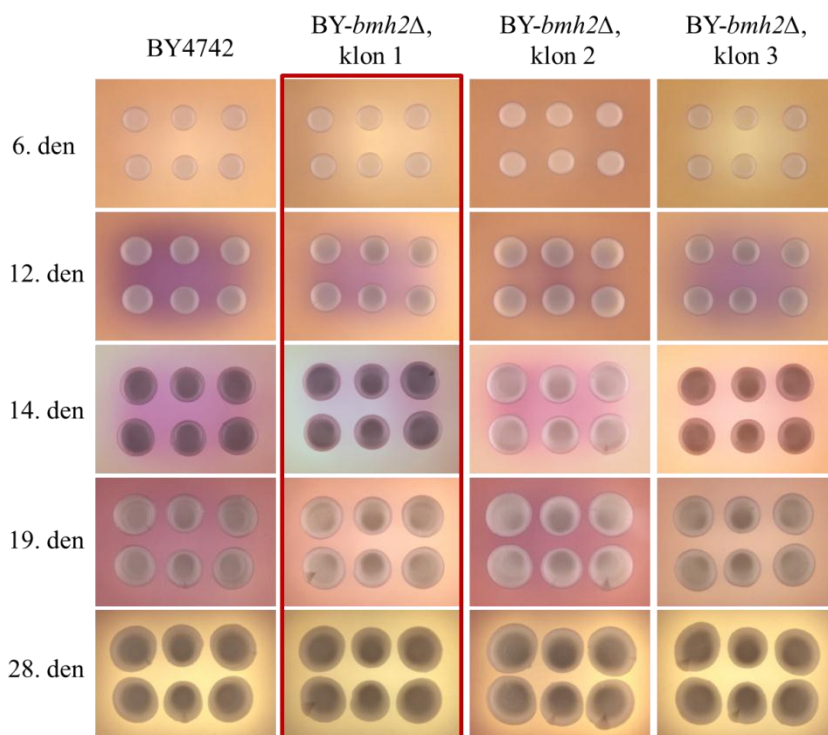 BY4742
BY-bmh2Δ,
klon 1
BY-bmh2Δ,
klon 2
BY-bmh2Δ,
klon 3
6. den
12. den
14. den
19. den
28. den